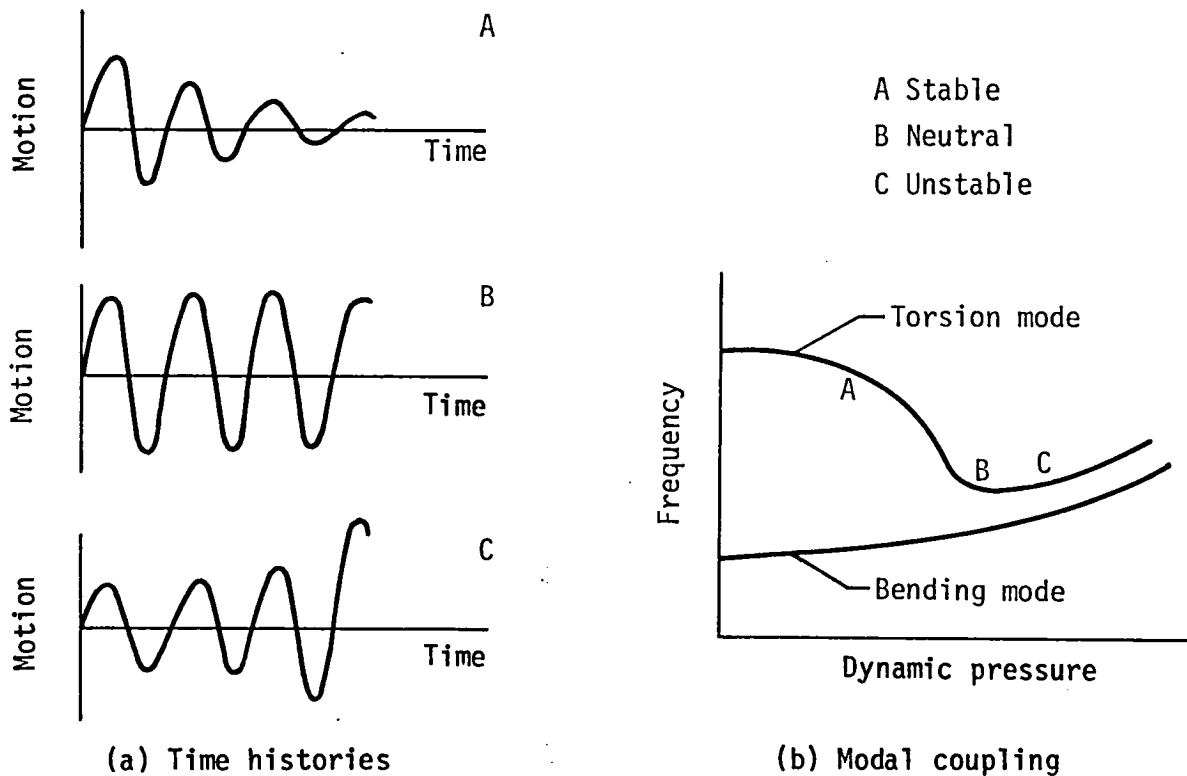 A
Motion
Time
B
Motion
Time
C
Motion
Time
(a) Time histories
A Stable
B Neutral
C Unstable
Torsion mode
A
B
C
Frequency
Bending mode
Dynamic pressure
(b) Modal coupling